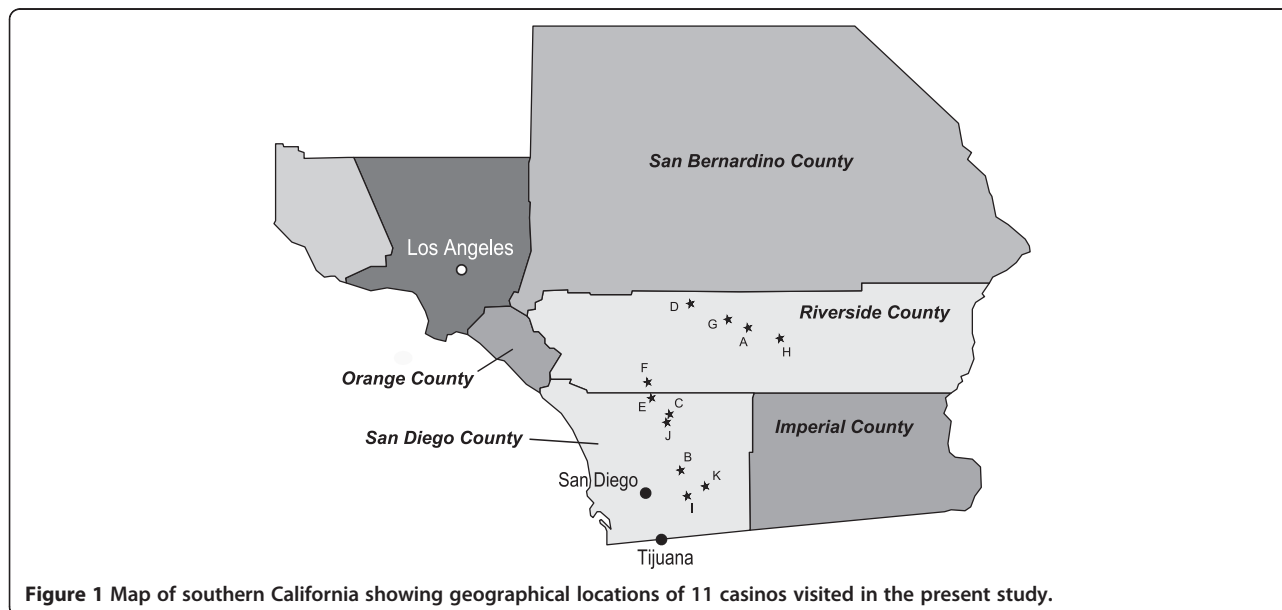 San Bernardino County
Los Angeles
D
Riverside County
G
A
H
F
Orange County
E
C
San Diego County
J
Imperial County
B
San Diego
K
I
Tijuana
Figure 1 Map of southern California showing geographical locations of 11 casinos visited in the present study.